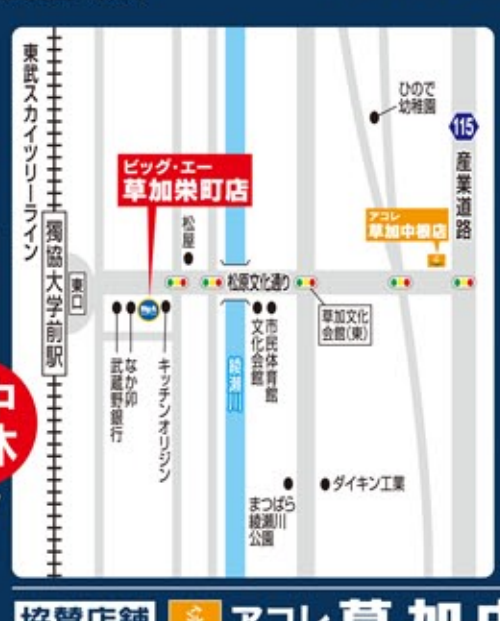 東武スカイツリーライン
獨協大学前駅
東口
ビッグ・エー
草加栄町店
松屋
ひので
幼稚園
115
産業道路
アコレ
草加中根店
松原文化通り
草加文化
会館(東)
武蔵野銀行
なか卯
キッチンオリジン
綾瀬川
文化会館
市民体育館
まつばら
綾瀬川
公園
ダイキン工業
協賛店舗
アコレ 草加中